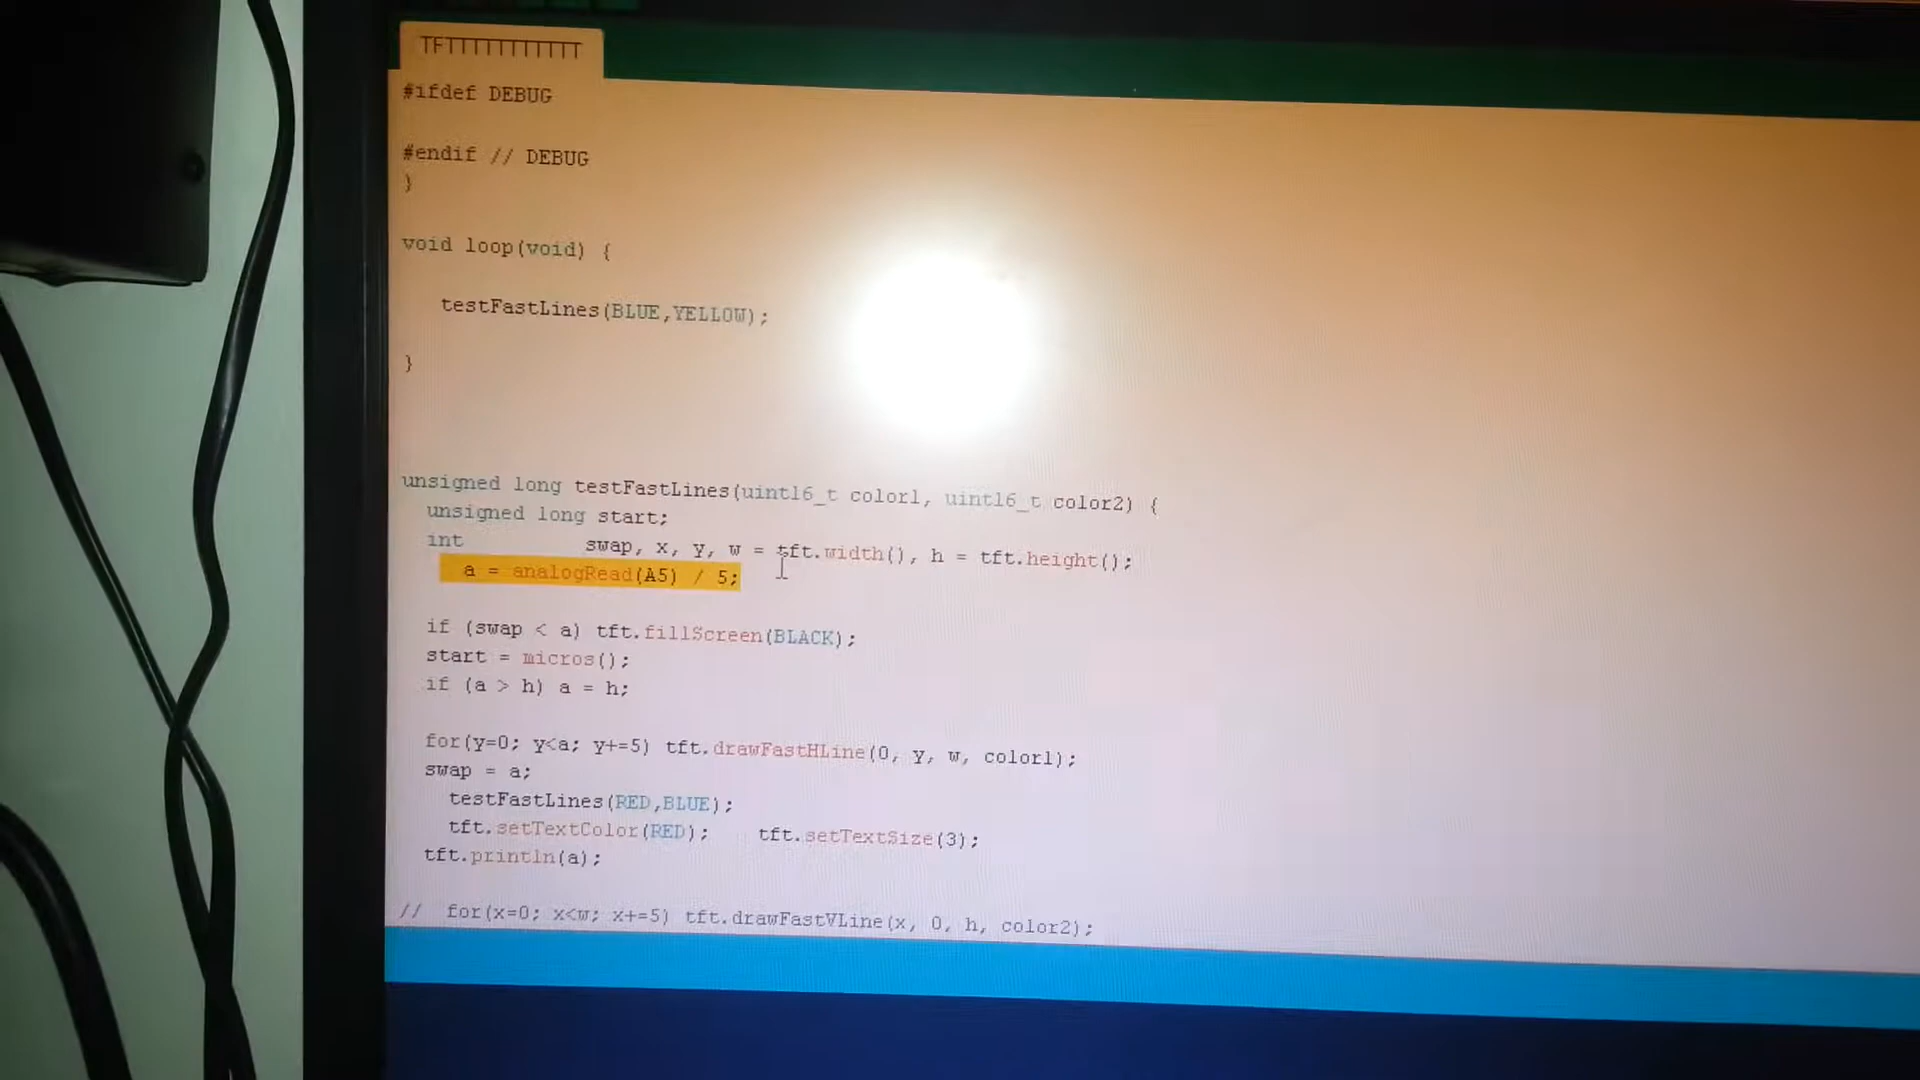 TFTTTTTTTTTTT
#ifdef DEBUG
#endif // DEBUG
}
void loop(void) {
testFastLines(BLUE,YELLOW);
}
unsigned long testFastLines(uint16_t color1, uint16_t color2) {
unsigned long start;
int swap, x, y, w = tft.width(), h = tft.height();
a = analogRead(A5) / 5;
if (swap < a) tft.fillScreen(BLACK);
start = micros();
if (a > h) a = h;
for(y=0; y<a; y+=5) tft.drawFastHLine(0, y, w, color1);
swap = a;
testFastLines(RED,BLUE);
tft.setTextColor(RED); tft.setTextSize(3);
tft.println(a);
// for(x=0; x<w; x+=5) tft.drawFastVLine(x, 0, h, color2);